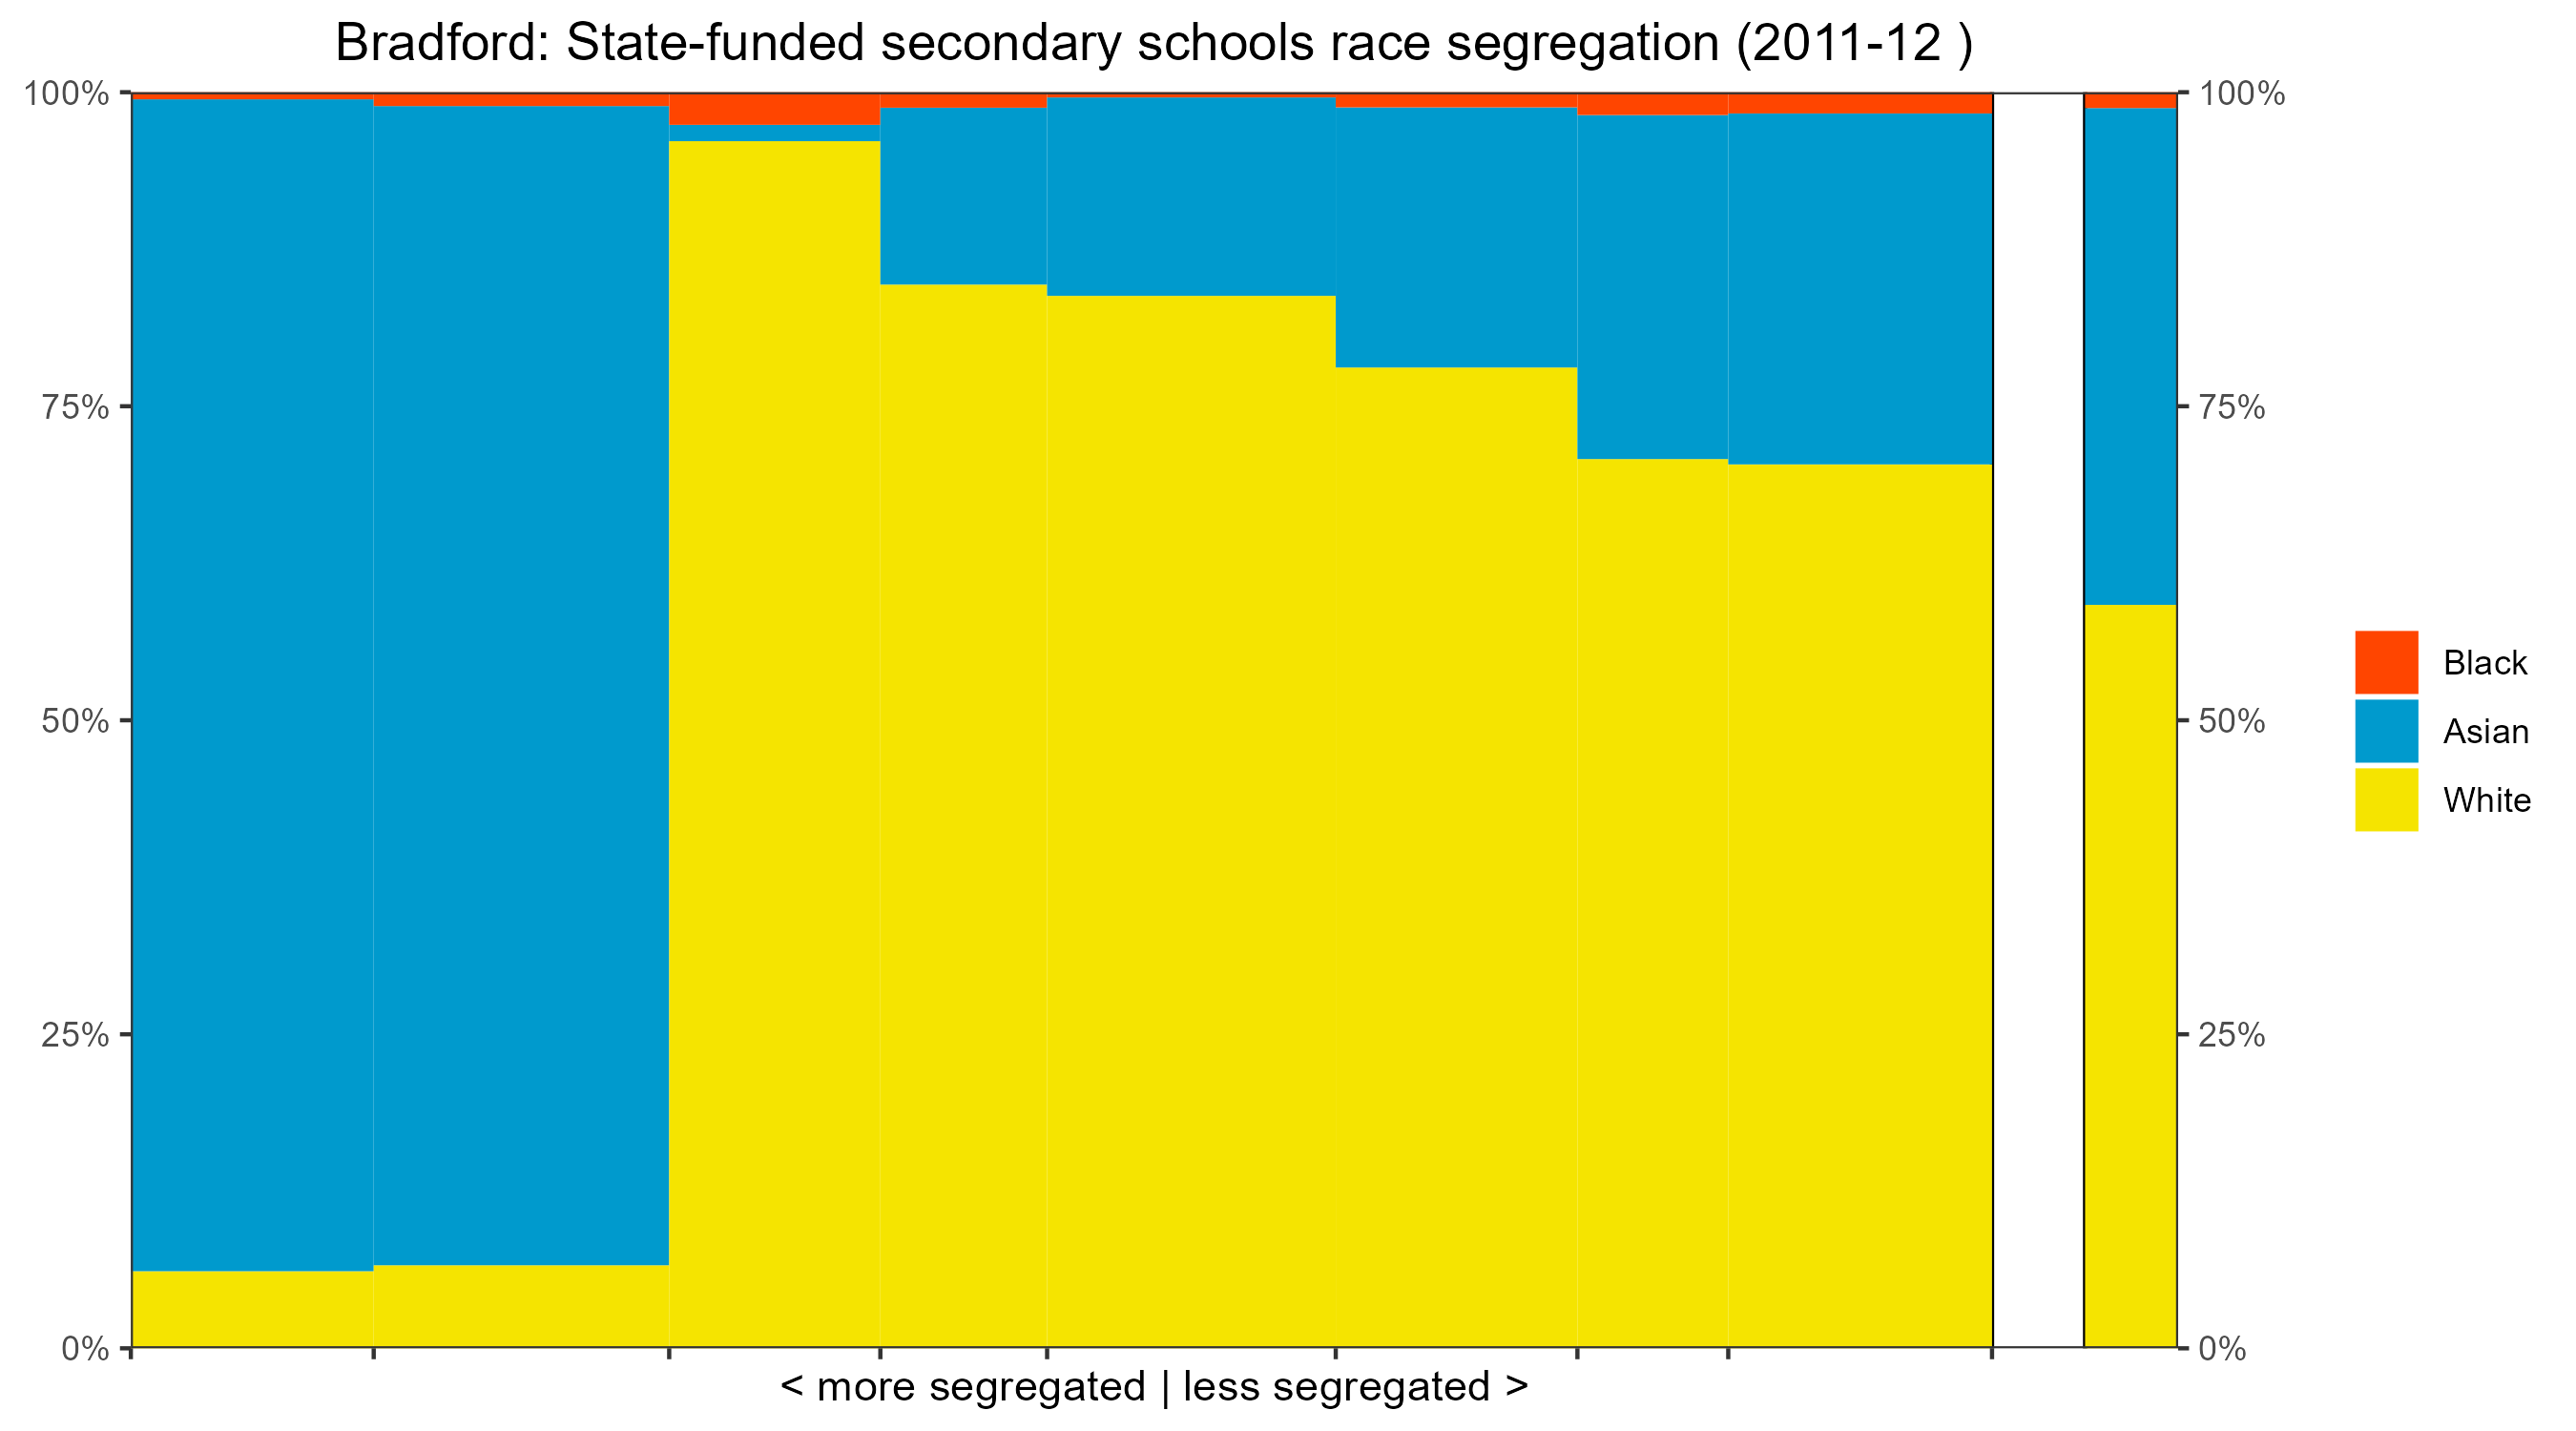 Bradford: State-funded secondary schools race segregation (2011-12 )
100%
75%
50%
25%
0%
100%
75%
50%
25%
0%
Black
Asian
White
< more segregated | less segregated >